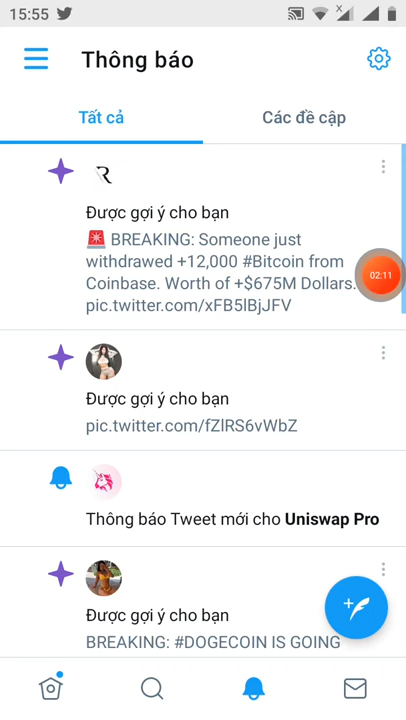 15:55
Thông báo
Tất cả
Các đề cập
Được gợi ý cho bạn
🚨 BREAKING: Someone just
withdrawed +12,000 #Bitcoin from
Coinbase. Worth of +$675M Dollars.
pic.twitter.com/xFB5lBjJFV
02:11
Được gợi ý cho bạn
pic.twitter.com/fZlRS6vWbZ
Thông báo Tweet mới cho Uniswap Pro
Được gợi ý cho bạn
BREAKING: #DOGECOIN IS GOING